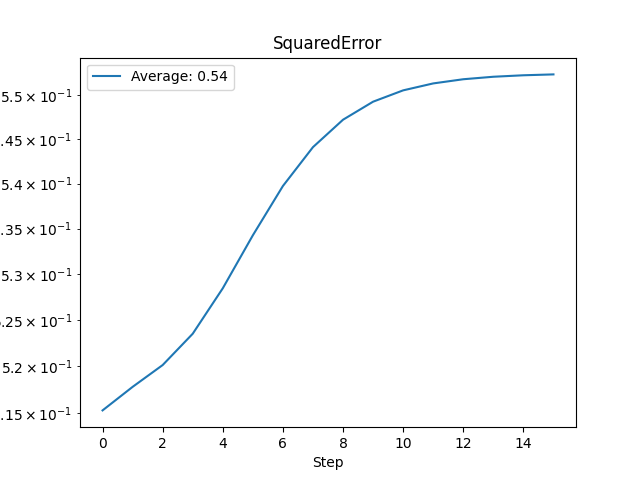 SquaredError
Average: 0.54
5.5 × 10⁻¹
.45 × 10⁻¹
5.4 × 10⁻¹
.35 × 10⁻¹
5.3 × 10⁻¹
.25 × 10⁻¹
5.2 × 10⁻¹
.15 × 10⁻¹
0 2 4 6 8 10 12 14
Step